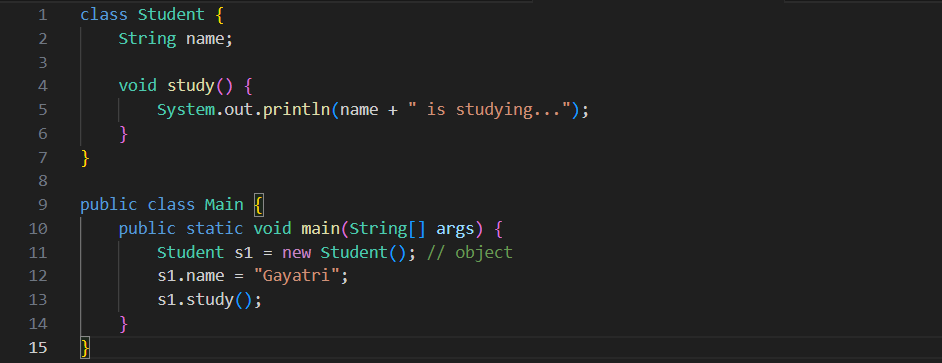 1 class Student {
2     String name;
3
4     void study() {
5         System.out.println(name + " is studying...");
6     }
7 }
8
9 public class Main {
10     public static void main(String[] args) {
11         Student s1 = new Student(); // object
12         s1.name = "Gayatri";
13         s1.study();
14     }
15 }